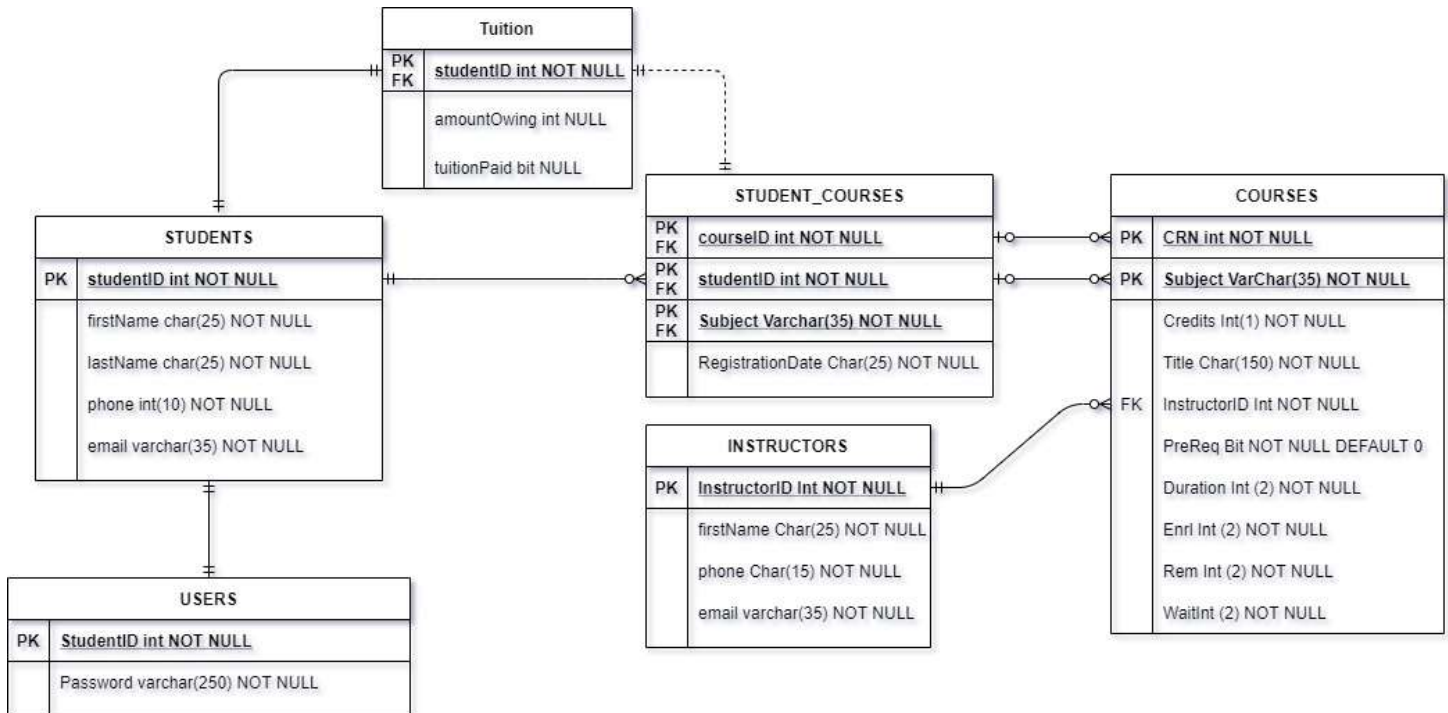 Tuition
PK
FK
studentID int NOT NULL
amountOwing int NULL
tuitionPaid bit NULL
STUDENTS
PK studentID int NOT NULL
firstName char(25) NOT NULL
lastName char(25) NOT NULL
phone int(10) NOT NULL
email varchar(35) NOT NULL
USERS
PK StudentID int NOT NULL
Password varchar(250) NOT NULL
STUDENT_COURSES
PK
FK
courseID int NOT NULL
PK
FK
studentID int NOT NULL
PK
FK
Subject Varchar(35) NOT NULL
RegistrationDate Char(25) NOT NULL
INSTRUCTORS
PK InstructorID Int NOT NULL
firstName Char(25) NOT NULL
phone Char(15) NOT NULL
email varchar(35) NOT NULL
COURSES
PK CRN int NOT NULL
PK Subject VarChar(35) NOT NULL
Credits Int(1) NOT NULL
Title Char(150) NOT NULL
FK InstructorID Int NOT NULL
PreReq Bit NOT NULL DEFAULT 0
Duration Int (2) NOT NULL
Enrl Int (2) NOT NULL
Rem Int (2) NOT NULL
WaitInt (2) NOT NULL